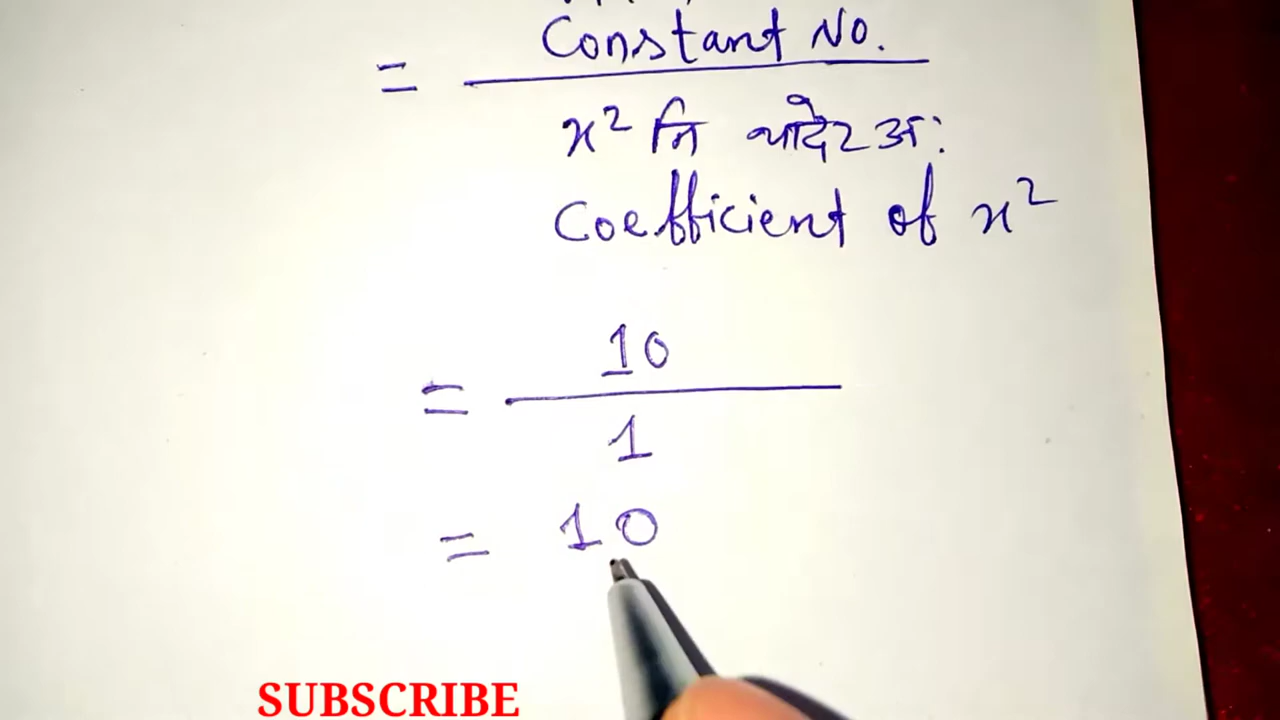 Constant No.
=
x² नि
Coefficient of x²
= 10
1
= 10
SUBSCRIBE